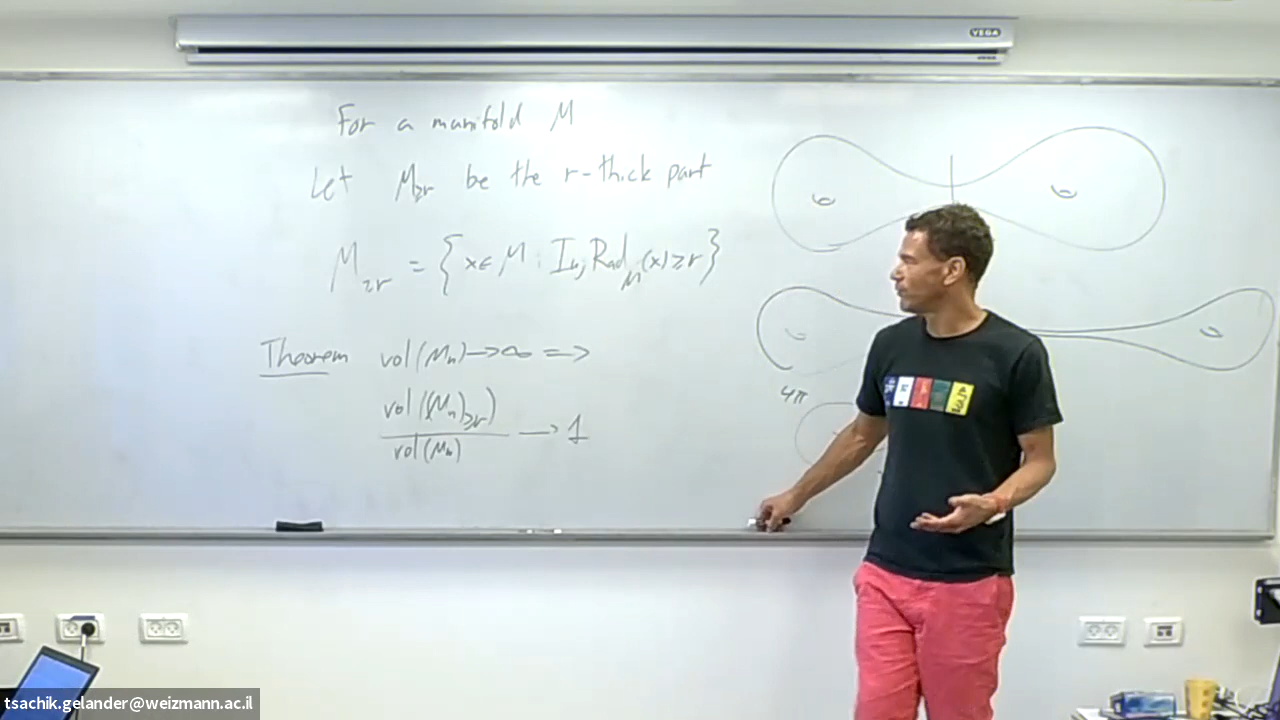 VEGA
For a manifold M
Let M≥r be the r-thick part
M≥r = { x ∈ M : InjRad_M(x) ≥ r }
Theorem vol(Mn) → ∞ ⇒
vol((Mn)≥r)
vol(Mn)
→ 1
4π
tsachik.gelander@weizmann.ac.il